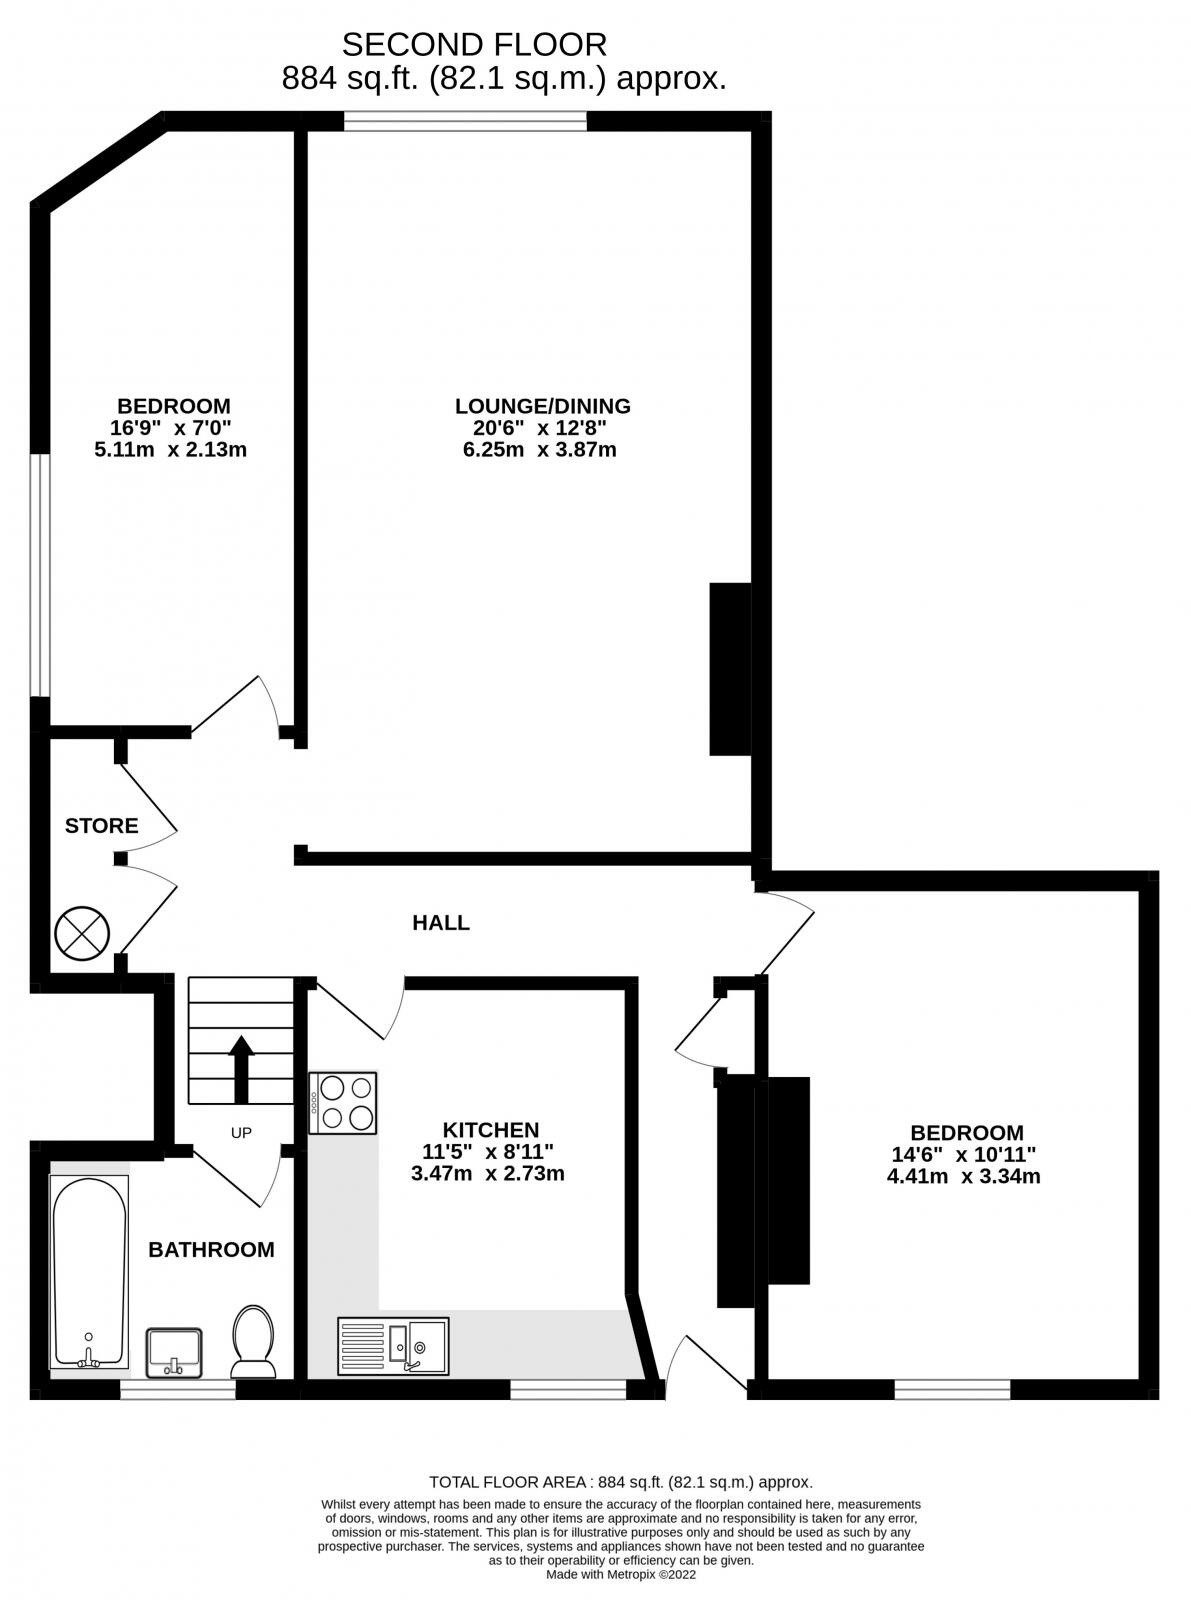 SECOND FLOOR
884 sq.ft. (82.1 sq.m.) approx.
BEDROOM
16'9" x 7'0"
5.11m x 2.13m
LOUNGE/DINING
20'6" x 12'8"
6.25m x 3.87m
STORE
HALL
UP
KITCHEN
11'5" x 8'11"
3.47m x 2.73m
BEDROOM
14'6" x 10'11"
4.41m x 3.34m
BATHROOM
TOTAL FLOOR AREA : 884 sq.ft. (82.1 sq.m.) approx.
Whilst every attempt has been made to ensure the accuracy of the floorplan contained here, measurements
of doors, windows, rooms and any other items are approximate and no responsibility is taken for any error,
omission or mis-statement. This plan is for illustrative purposes only and should be used as such by any
prospective purchaser. The services, systems and appliances shown have not been tested and no guarantee
as to their operability or efficiency can be given.
Made with Metropix ©2022